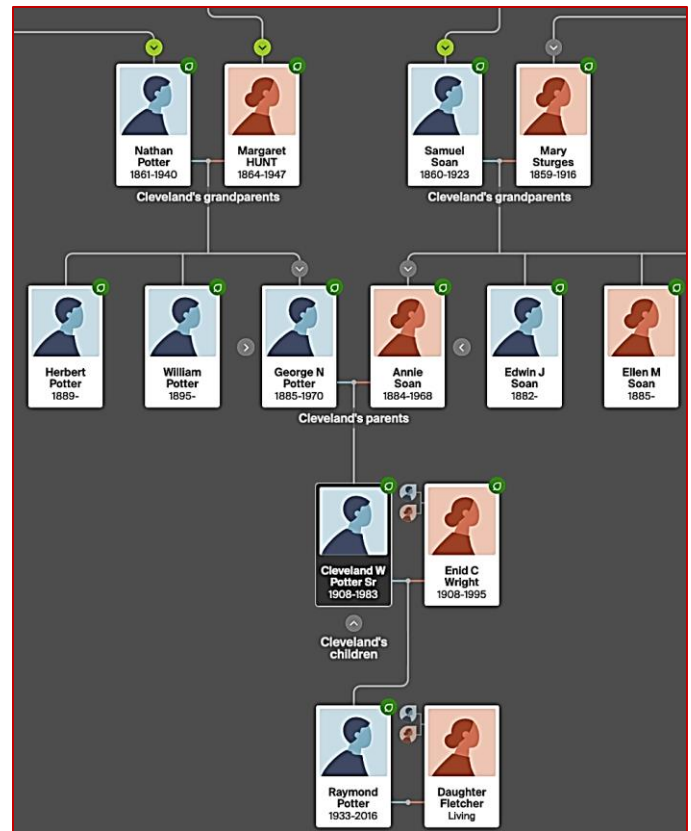 Nathan
Potter
1861-1940
Margaret
HUNT
1864-1947
Samuel
Soan
1860-1923
Mary
Sturges
1859-1916
Cleveland's grandparents
Cleveland's grandparents
Herbert
Potter
1889-
William
Potter
1895-
George N
Potter
1885-1970
Annie
Soan
1884-1968
Edwin J
Soan
1882-
Ellen M
Soan
1885-
Cleveland's parents
Cleveland W
Potter Sr
1908-1983
Enid C
Wright
1908-1995
Cleveland's
children
Raymond
Potter
1933-2016
Daughter
Fletcher
Living